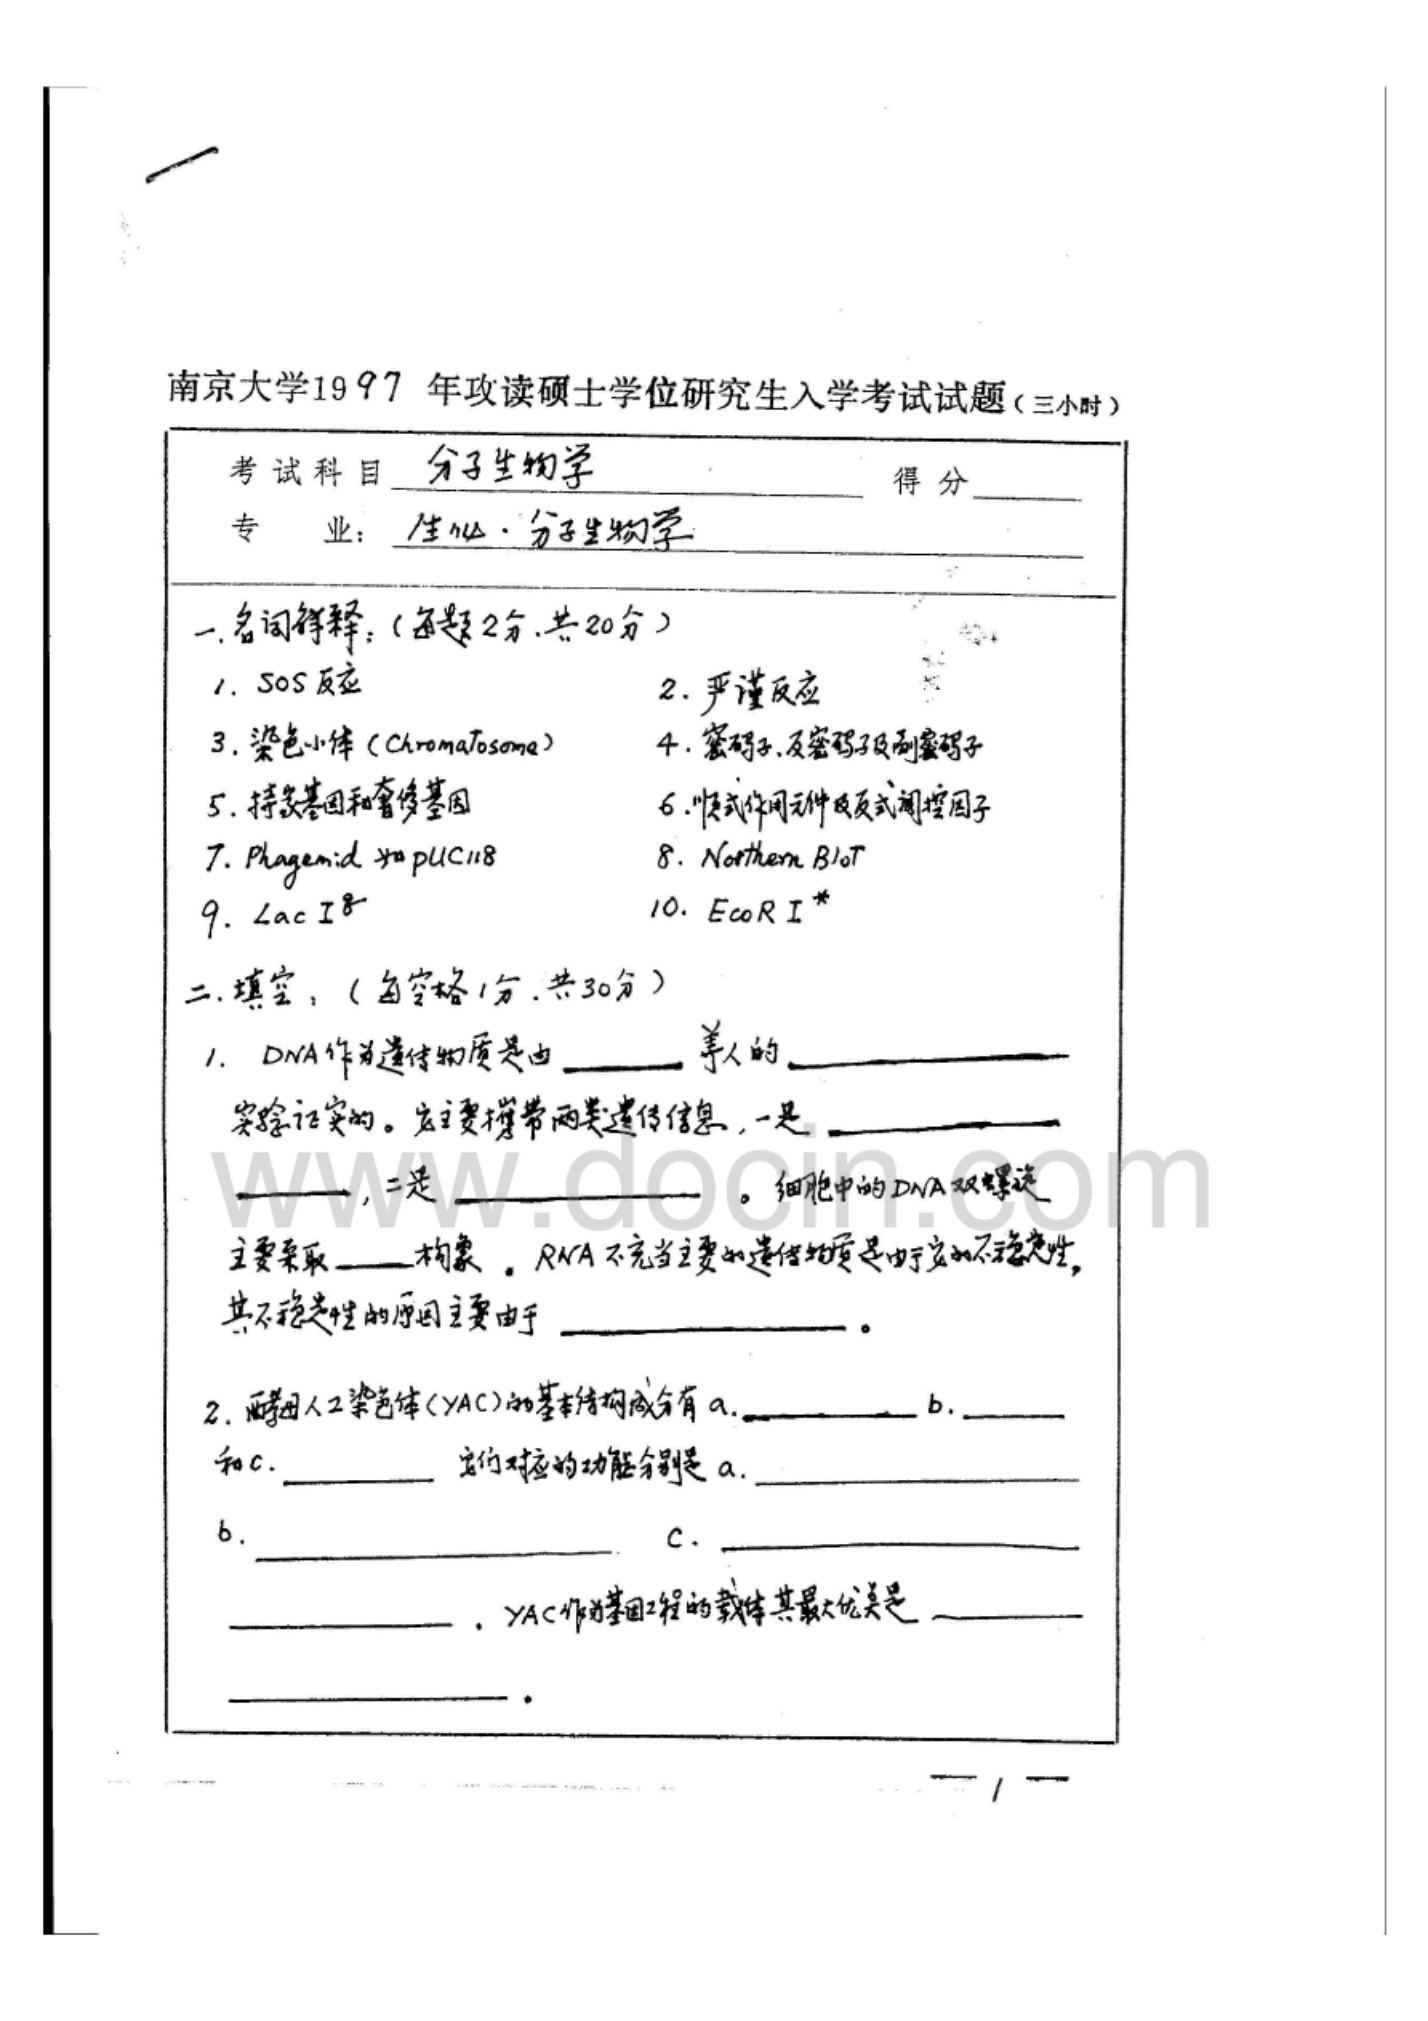 南京大学1997 年攻读硕士学位研究生入学考试试题(三小时)
考试科目 分子生物学 得分
专 业: 生化.分子生物学
一.名词解释:(每题2分.共20分)
1. SOS反应 2. 严谨反应
3. 染色小体(Chromatosome) 4. 密码子、反密码子及副密码子
5. 持家基因和奢侈基因 6. 顺式作用元件及反式调控因子
7. Phagemid 如pUC118 8. Northern Blot
9. Lac I q 10. EcoR I *
二.填空:(每空格1分.共30分)
1. DNA作为遗传物质是由 等人的
实验证实的。它主要携带两类遗传信息,一是
,二是 。细胞中的DNA双螺旋
主要采取 构象。RNA不充当主要的遗传物质是由于它的不稳定性,
其不稳定性的原因主要由于 。
2. 酵母人工染色体(YAC)的基本结构成分有a. b.
和c. 它们对应的功能分别是a.
b. c.
. YAC作为基因工程的载体其最大优点是
.
— 1 —
www.docin.com